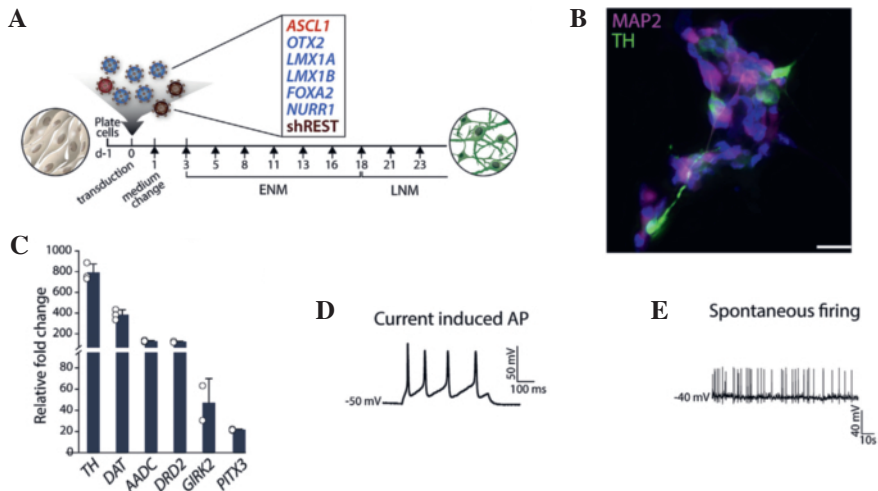 A
ASCL1
OTX2
LMX1A
LMX1B
FOXA2
NURR1
shREST
Plate
cells
d-1 0 1 3 5 8 11 13 16 18 21 23
transduction
medium
change
ENM LNM
B
MAP2
TH
C
Relative fold change
1000
800
600
400
200
80
60
40
20
0
TH DAT AADC DRD2 GIRK2 PITX3
D
Current induced AP
50 mV
100 ms
-50 mV
E
Spontaneous firing
-40 mV
40 mV
10s